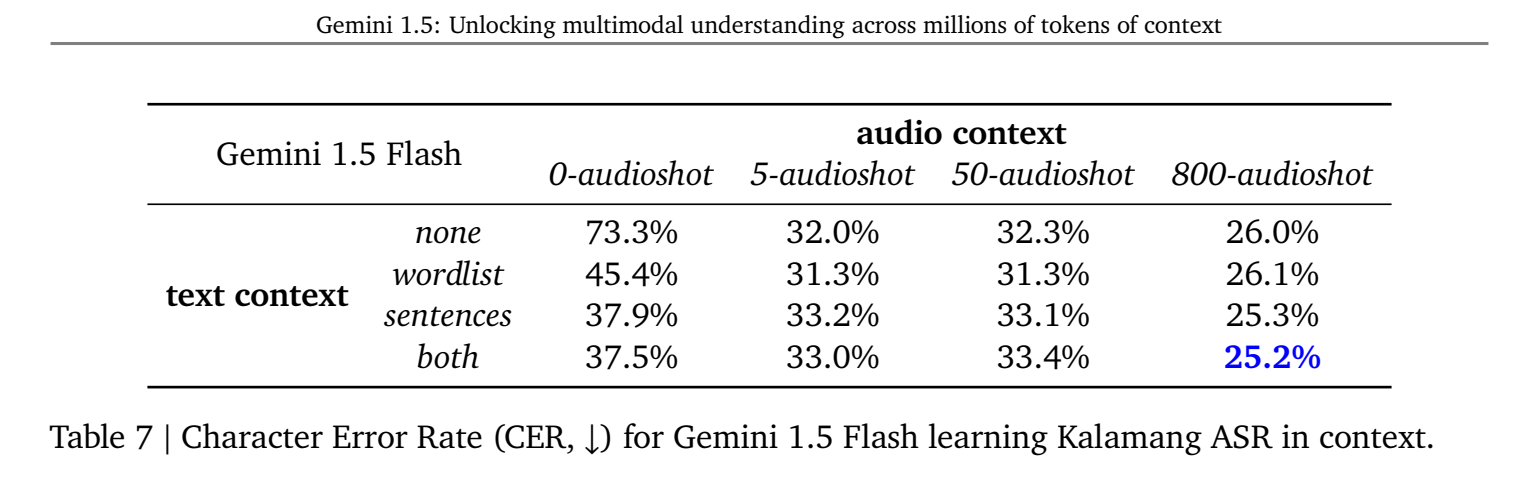 Gemini 1.5: Unlocking multimodal understanding across millions of tokens of context
Gemini 1.5 Flash
audio context
0-audioshot 5-audioshot 50-audioshot 800-audioshot
text context
none 73.3% 32.0% 32.3% 26.0%
wordlist 45.4% 31.3% 31.3% 26.1%
sentences 37.9% 33.2% 33.1% 25.3%
both 37.5% 33.0% 33.4% 25.2%
Table 7 | Character Error Rate (CER, ↓) for Gemini 1.5 Flash learning Kalamang ASR in context.